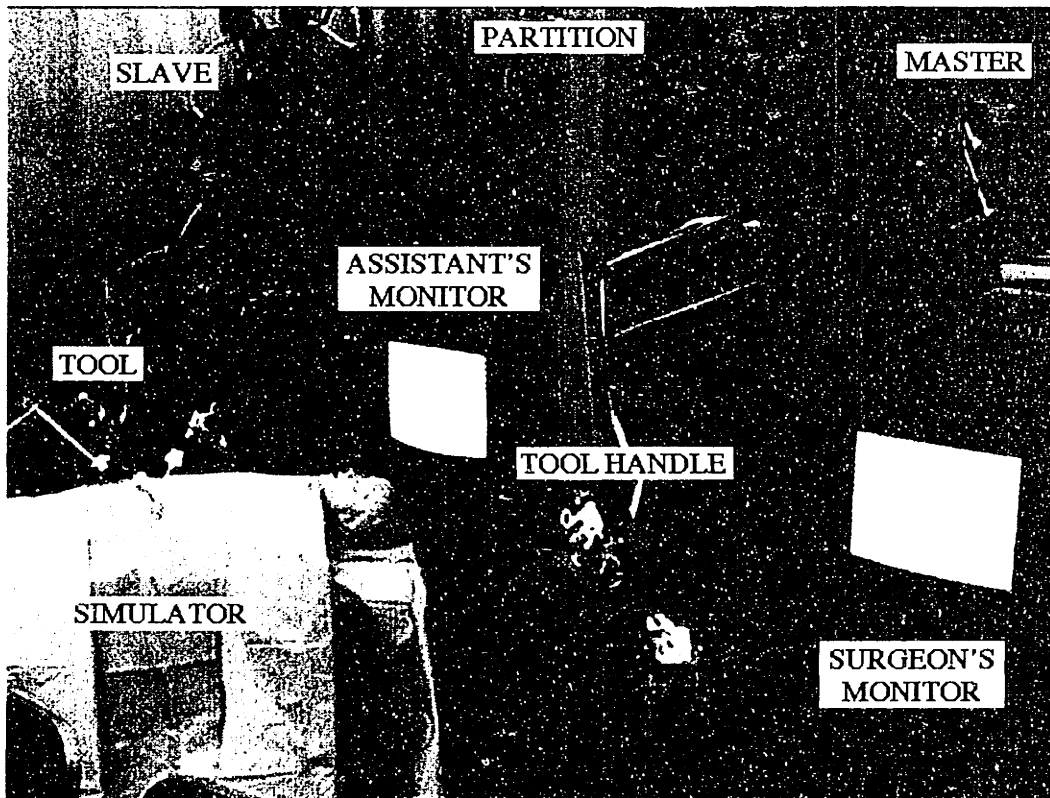 PARTITION
SLAVE
MASTER
ASSISTANT'S
MONITOR
TOOL
TOOL HANDLE
SIMULATOR
SURGEON'S
MONITOR